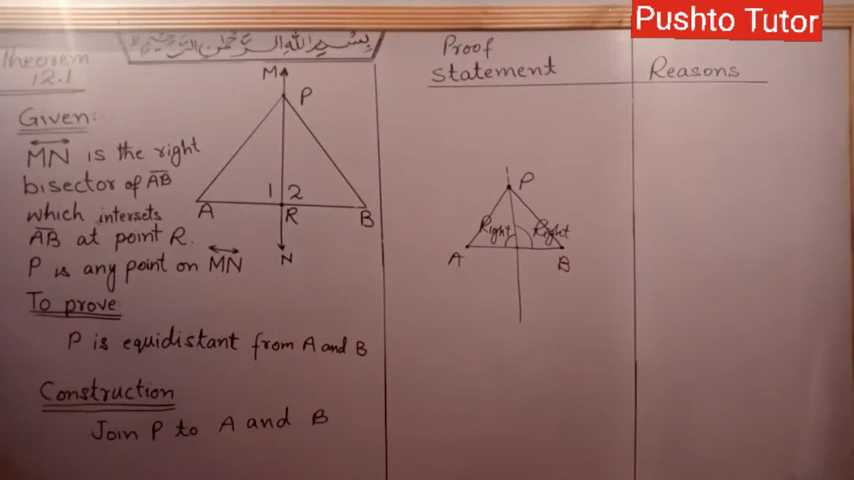 Pushto Tutor
بِسْمِ اللهِ الرَّحْمٰنِ الرَّحِيْمِ
Theorem
12.1
Given:
MN is the right
bisector of AB
which intersets
AB at point R.
P is any point on MN
To prove
P is equidistant from A and B
Construction
Join P to A and B
M
P
1 2
A
R
B
N
Proof
Statement
Reasons
P
Right Right
A
B